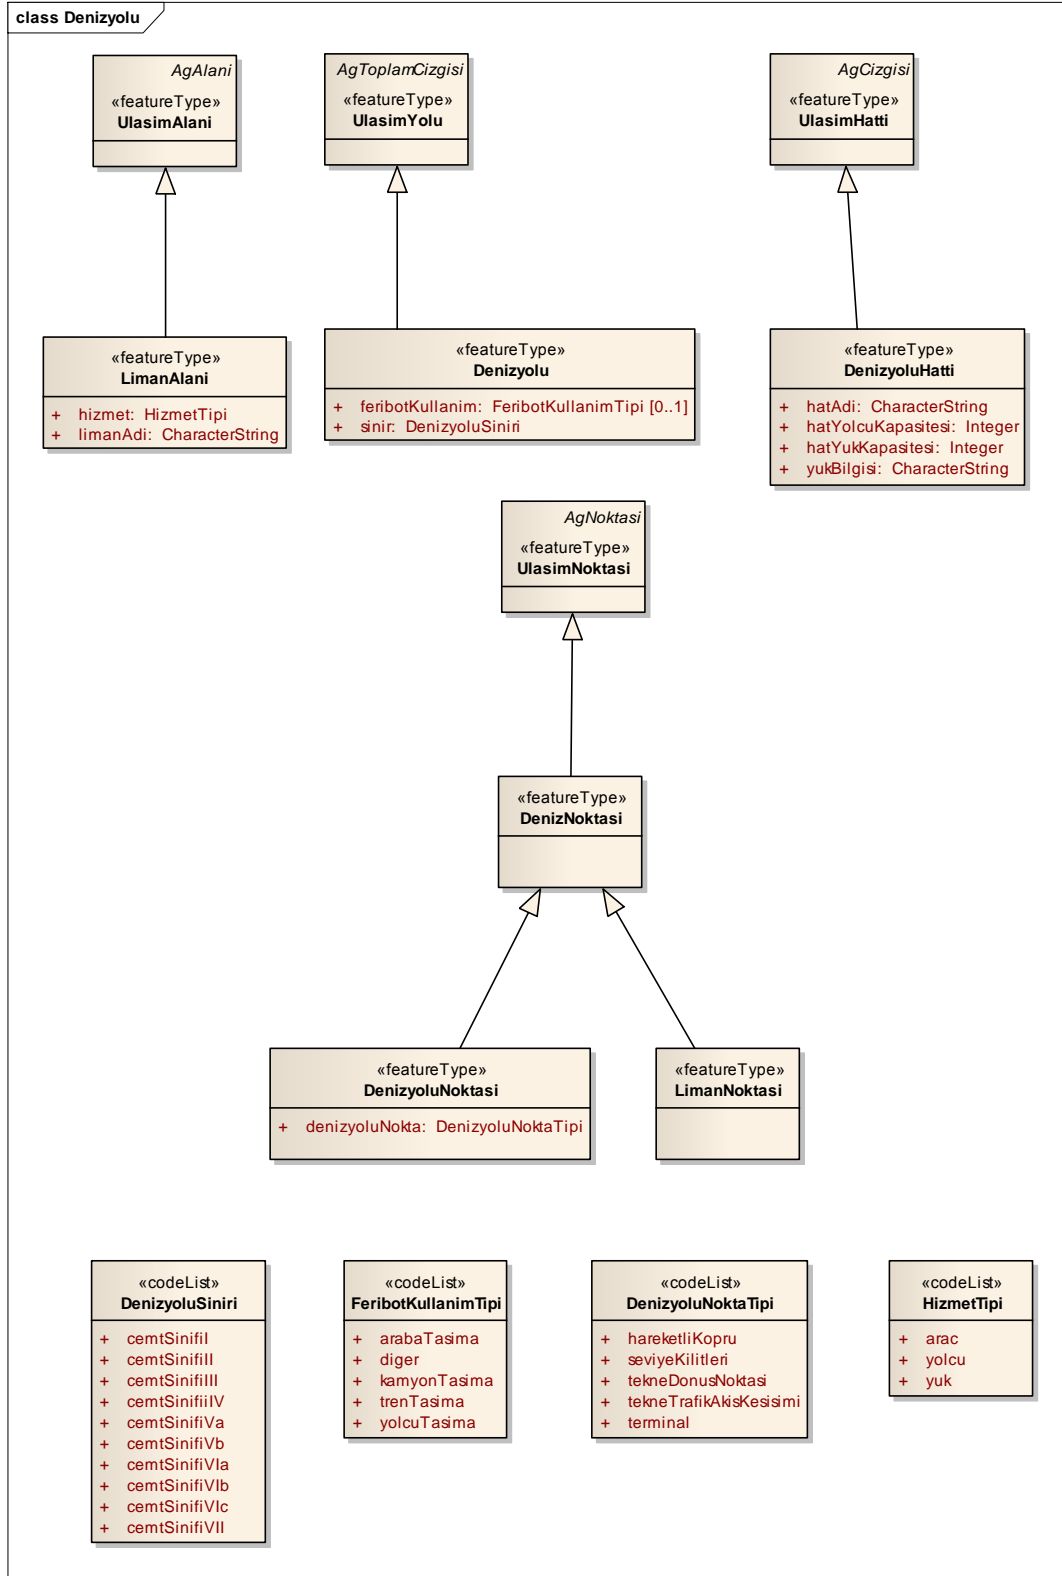 class Denizyolu
AgAlani
«featureType»
UlasimAlani
AgToplamCizgisi
«featureType»
UlasimYolu
AgCizgisi
«featureType»
UlasimHatti
«featureType»
LimanAlani
+ hizmet: HizmetTipi
+ limanAdi: CharacterString
«featureType»
Denizyolu
+ feribotKullanim: FeribotKullanimTipi [0..1]
+ sinir: DenizyoluSiniri
«featureType»
DenizyoluHatti
+ hatAdi: CharacterString
+ hatYolcuKapasitesi: Integer
+ hatYukKapasitesi: Integer
+ yukBilgisi: CharacterString
AgNoktasi
«featureType»
UlasimNoktasi
«featureType»
DenizNoktasi
«featureType»
DenizyoluNoktasi
+ denizyoluNokta: DenizyoluNoktaTipi
«featureType»
LimanNoktasi
«codeList»
DenizyoluSiniri
+ cemtSinifiI
+ cemtSinifiII
+ cemtSinifiIII
+ cemtSinifiiIV
+ cemtSinifiVa
+ cemtSinifiVb
+ cemtSinifiVIa
+ cemtSinifiVIb
+ cemtSinifiVIc
+ cemtSinifiVII
«codeList»
FeribotKullanimTipi
+ arabaTasima
+ diger
+ kamyonTasima
+ trenTasima
+ yolcuTasima
«codeList»
DenizyoluNoktaTipi
+ hareketliKopru
+ seviyeKilitleri
+ tekneDonusNoktasi
+ tekneTrafikAkisKesisimi
+ terminal
«codeList»
HizmetTipi
+ arac
+ yolcu
+ yuk